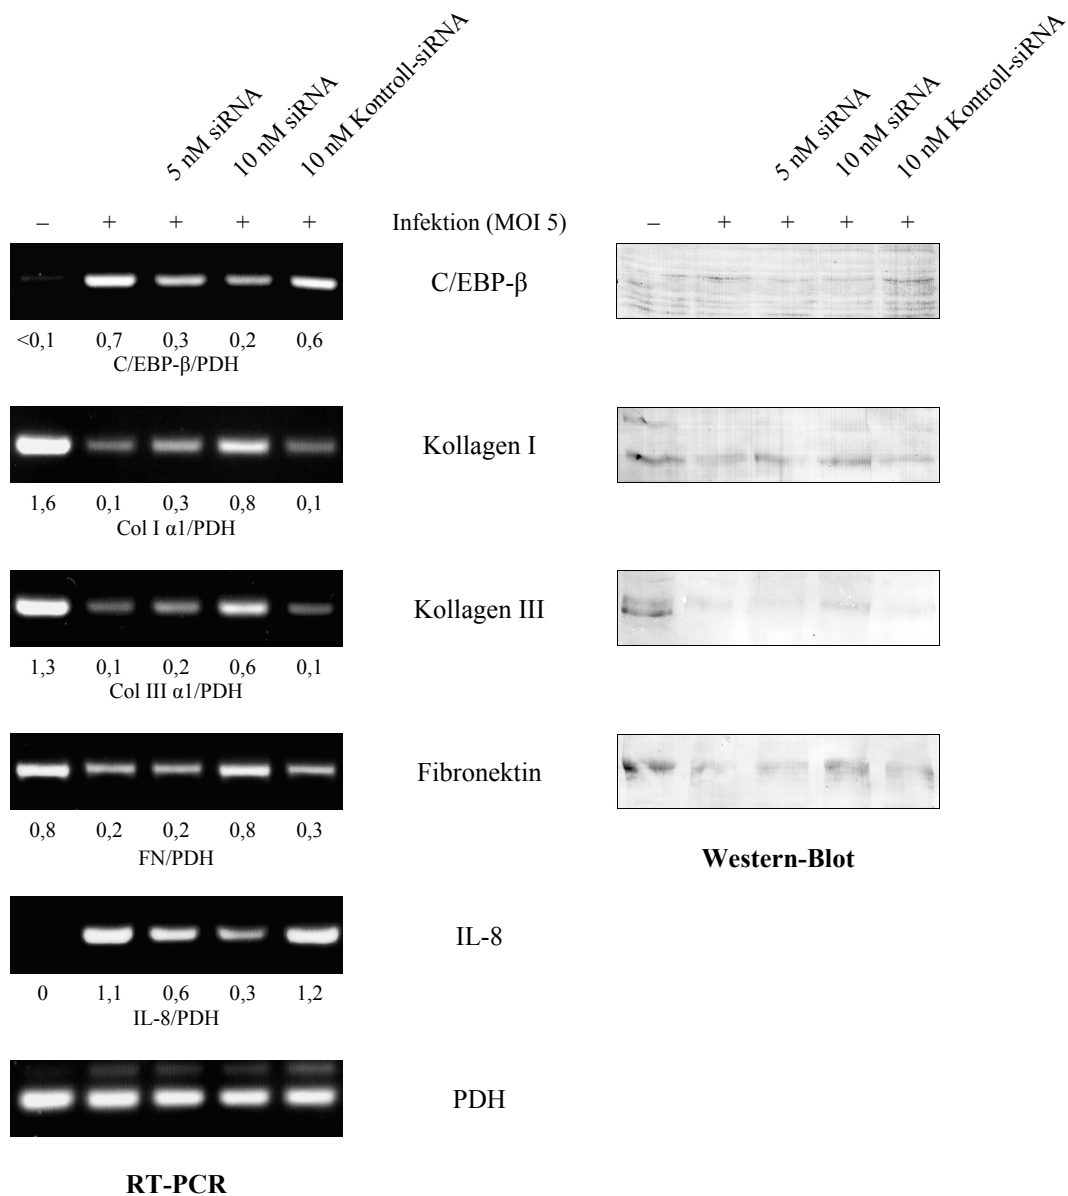 5 nM siRNA
10 nM siRNA
10 nM Kontroll-siRNA
5 nM siRNA
10 nM siRNA
10 nM Kontroll-siRNA
– + + + + Infektion (MOI 5) – + + + +
C/EBP-β
<0,1 0,7 0,3 0,2 0,6
C/EBP-β/PDH
Kollagen I
1,6 0,1 0,3 0,8 0,1
Col I α1/PDH
Kollagen III
1,3 0,1 0,2 0,6 0,1
Col III α1/PDH
Fibronektin
0,8 0,2 0,2 0,8 0,3
FN/PDH
Western-Blot
IL-8
0 1,1 0,6 0,3 1,2
IL-8/PDH
PDH
RT-PCR